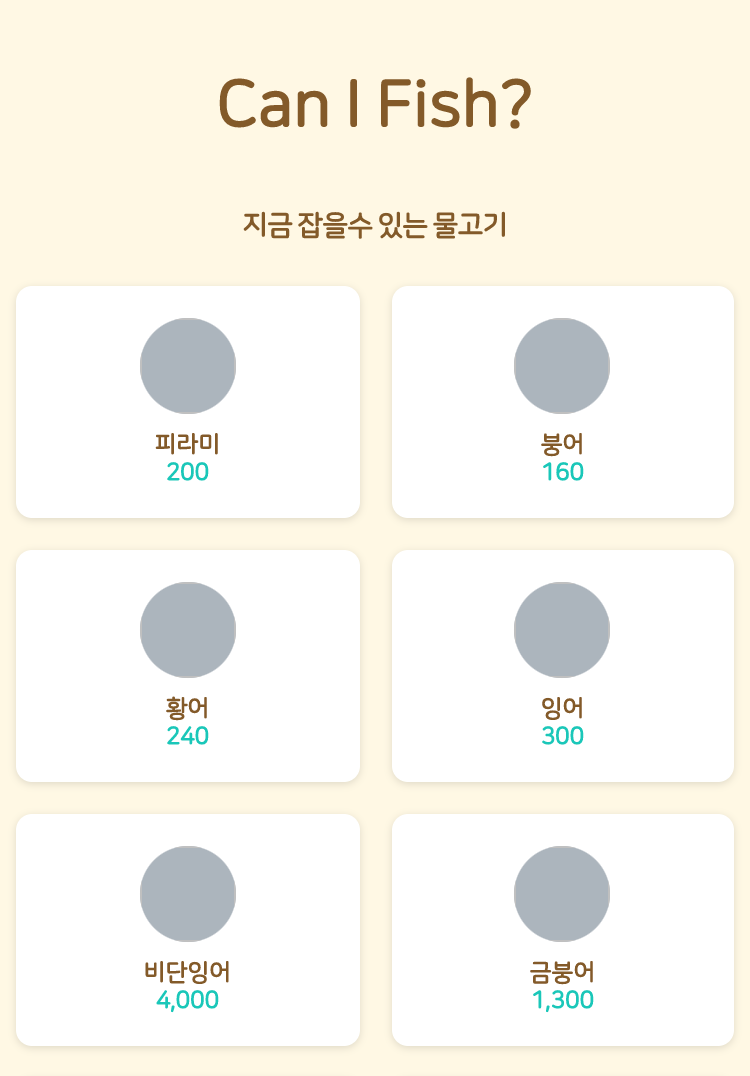 Can I Fish?
지금 잡을수 있는 물고기
피라미
200
붕어
160
황어
240
잉어
300
비단잉어
4,000
금붕어
1,300